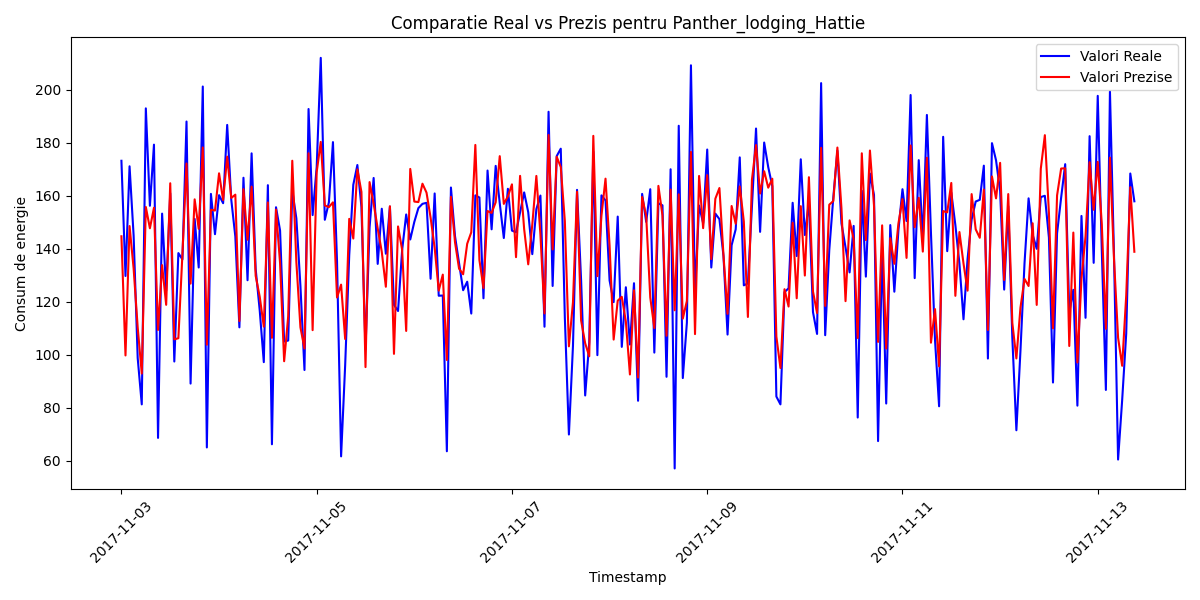 Comparatie Real vs Prezis pentru Panther_lodging_Hattie
Valori Reale
Valori Prezise
Consum de energie
200
180
160
140
120
100
80
60
2017-11-03
2017-11-05
2017-11-07
2017-11-09
2017-11-11
2017-11-13
Timestamp